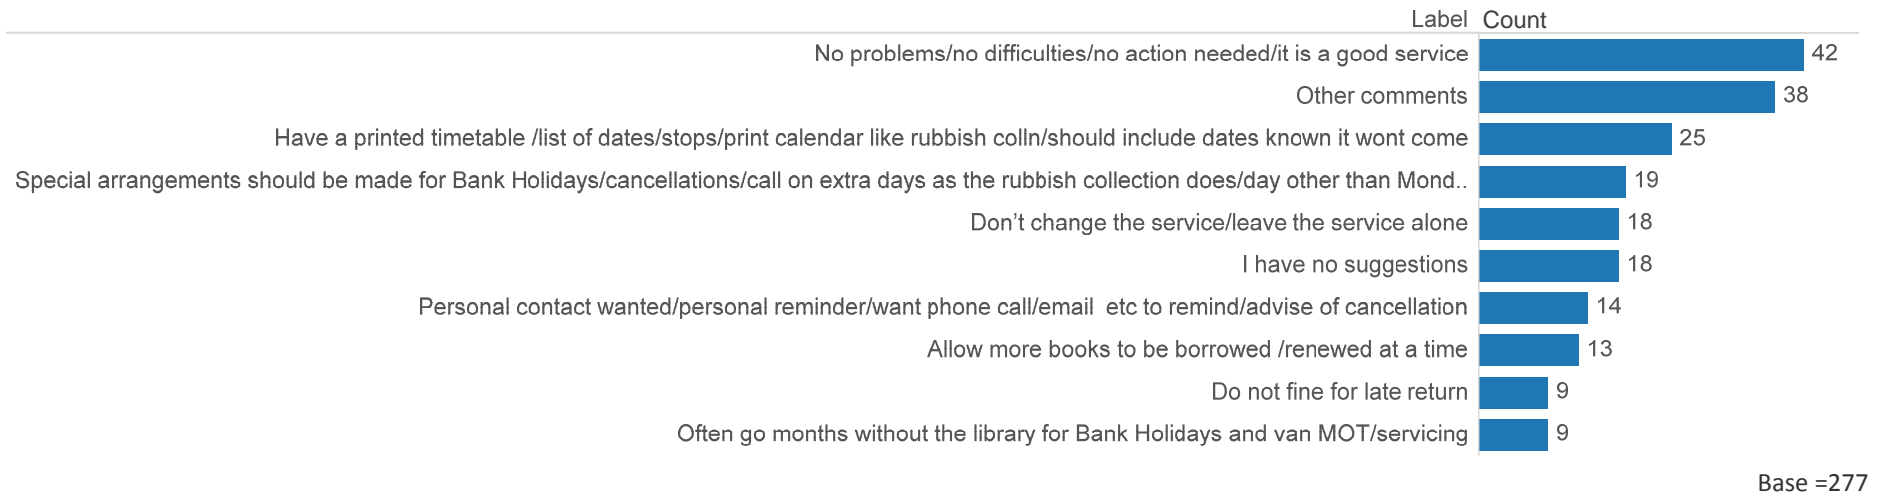 Label Count
No problems/no difficulties/no action needed/it is a good service 42
Other comments 38
Have a printed timetable /list of dates/stops/print calendar like rubbish colln/should include dates known it wont come 25
Special arrangements should be made for Bank Holidays/cancellations/call on extra days as the rubbish collection does/day other than Mond.. 19
Don’t change the service/leave the service alone 18
I have no suggestions 18
Personal contact wanted/personal reminder/want phone call/email  etc to remind/advise of cancellation 14
Allow more books to be borrowed /renewed at a time 13
Do not fine for late return 9
Often go months without the library for Bank Holidays and van MOT/servicing 9
Base =277